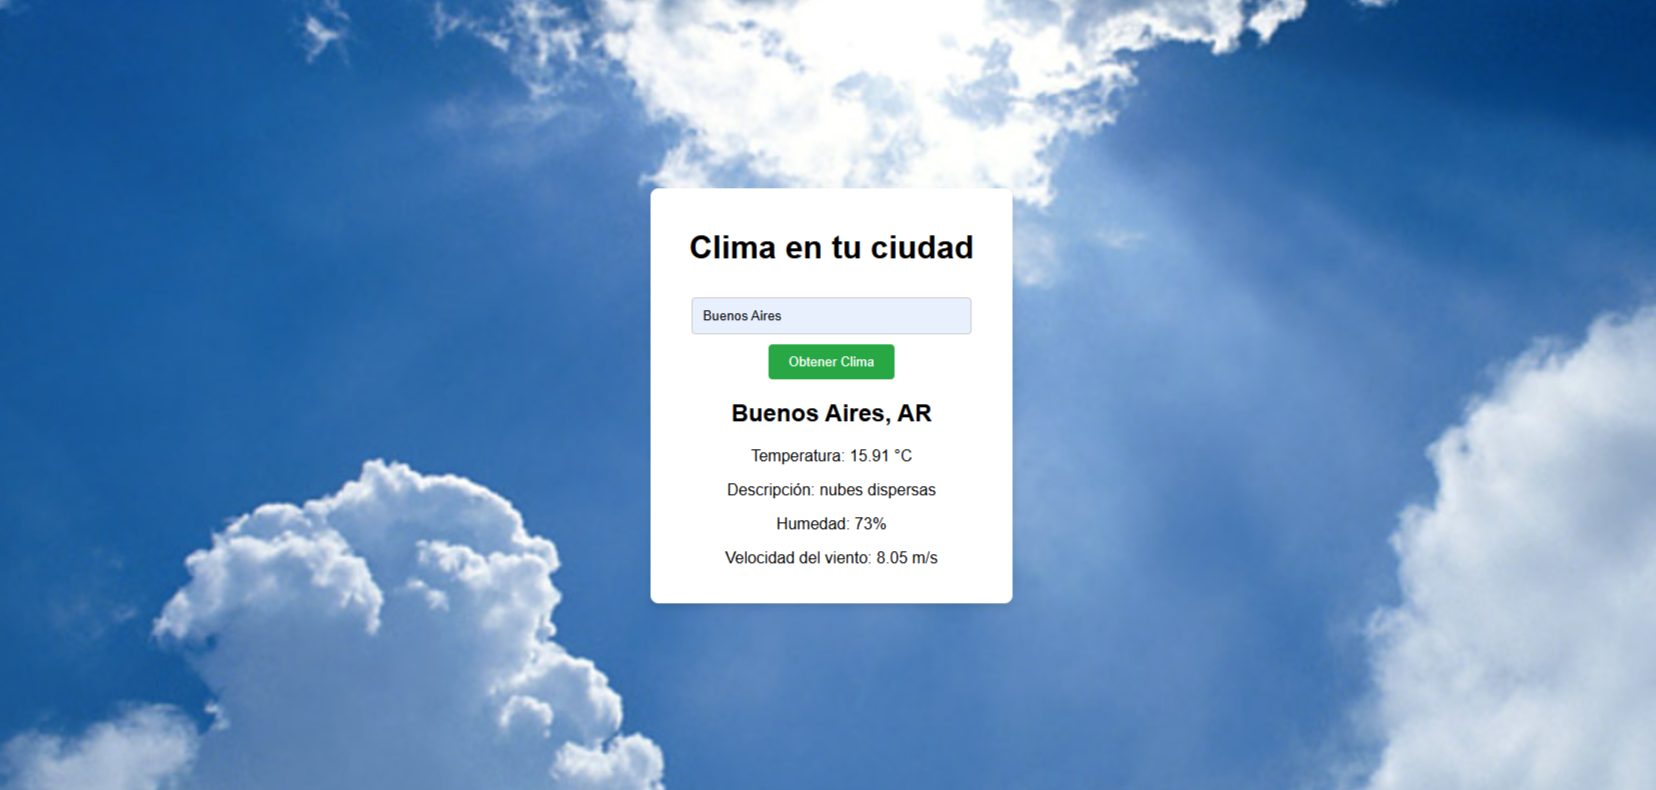 Clima en tu ciudad
Buenos Aires
Obtener Clima
Buenos Aires, AR
Temperatura: 15.91 °C
Descripción: nubes dispersas
Humedad: 73%
Velocidad del viento: 8.05 m/s